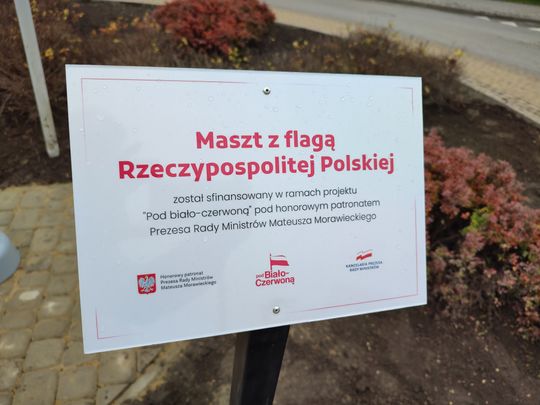 Maszt z flagą
Rzeczypospolitej Polskiej
został sfinansowany w ramach projektu
"Pod biało-czerwoną" pod honorowym patronatem
Prezesa Rady Ministrów Mateusza Morawieckiego
Honorowy patronat
Prezesa Rady Ministrów
Mateusza Morawieckiego
pod
Biało-
Czerwoną
KANCELARIA PREZESA
RADY MINISTRÓW